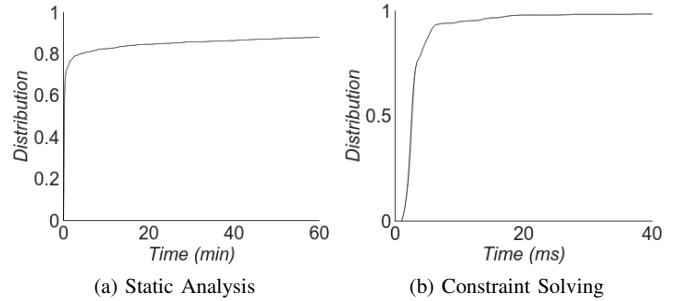 1
0.8
0.6
0.4
0.2
0
Distribution
0 20 40 60
Time (min)
(a) Static Analysis
1
0.5
0
Distribution
0 20 40
Time (ms)
(b) Constraint Solving